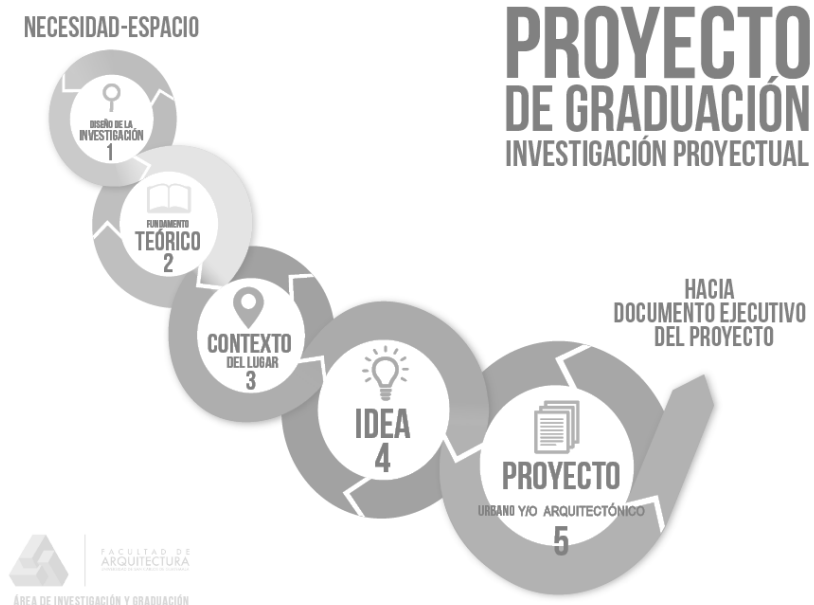 NECESIDAD-ESPACIO
PROYECTO
DE GRADUACIÓN
INVESTIGACIÓN PROYECTUAL
DISEÑO DE LA
INVESTIGACIÓN
1
FUNDAMENTO
TEÓRICO
2
CONTEXTO
DEL LUGAR
3
IDEA
4
HACIA
DOCUMENTO EJECUTIVO
DEL PROYECTO
PROYECTO
URBANO Y/O ARQUITECTÓNICO
5
FACULTAD DE
ARQUITECTURA
ÁREA DE INVESTIGACIÓN Y GRADUACIÓN